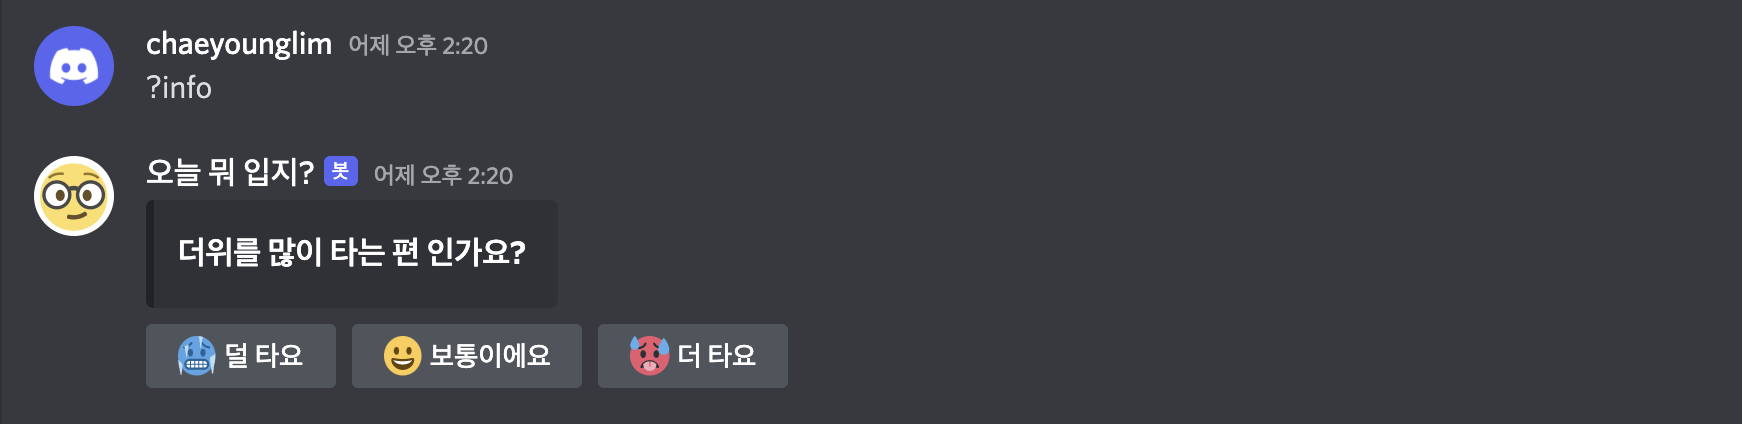 chaeyounglim 어제 오후 2:20
?info
오늘 뭐 입지? 봇 어제 오후 2:20
더위를 많이 타는 편 인가요?
덜 타요 보통이에요 더 타요